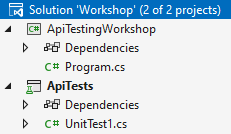 Solution 'Workshop' (2 of 2 projects)
C# ApiTestingWorkshop
Dependencies
Program.cs
ApiTests
Dependencies
UnitTest1.cs